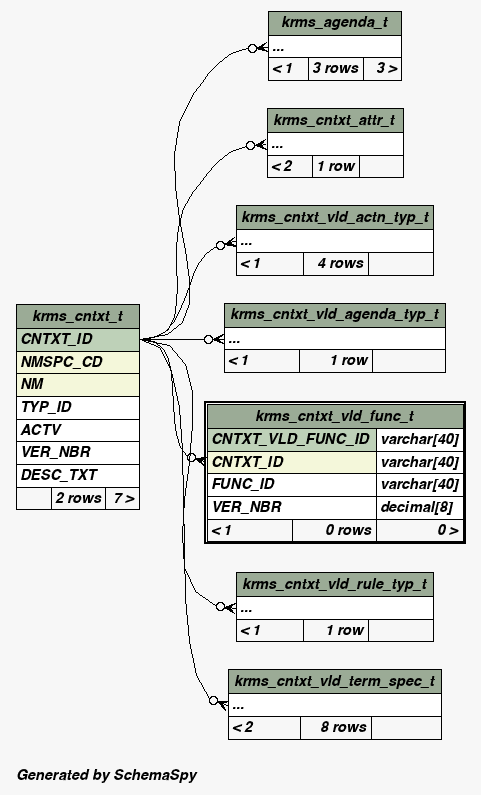 krms_agenda_t
...
< 1 3 rows 3 >
krms_cntxt_attr_t
...
< 2 1 row
krms_cntxt_vld_actn_typ_t
...
< 1 4 rows
krms_cntxt_t
CNTXT_ID
NMSPC_CD
NM
TYP_ID
ACTV
VER_NBR
DESC_TXT
2 rows 7 >
krms_cntxt_vld_agenda_typ_t
...
< 1 1 row
krms_cntxt_vld_func_t
CNTXT_VLD_FUNC_ID varchar[40]
CNTXT_ID varchar[40]
FUNC_ID varchar[40]
VER_NBR decimal[8]
< 1 0 rows 0 >
krms_cntxt_vld_rule_typ_t
...
< 1 1 row
krms_cntxt_vld_term_spec_t
...
< 2 8 rows
Generated by SchemaSpy